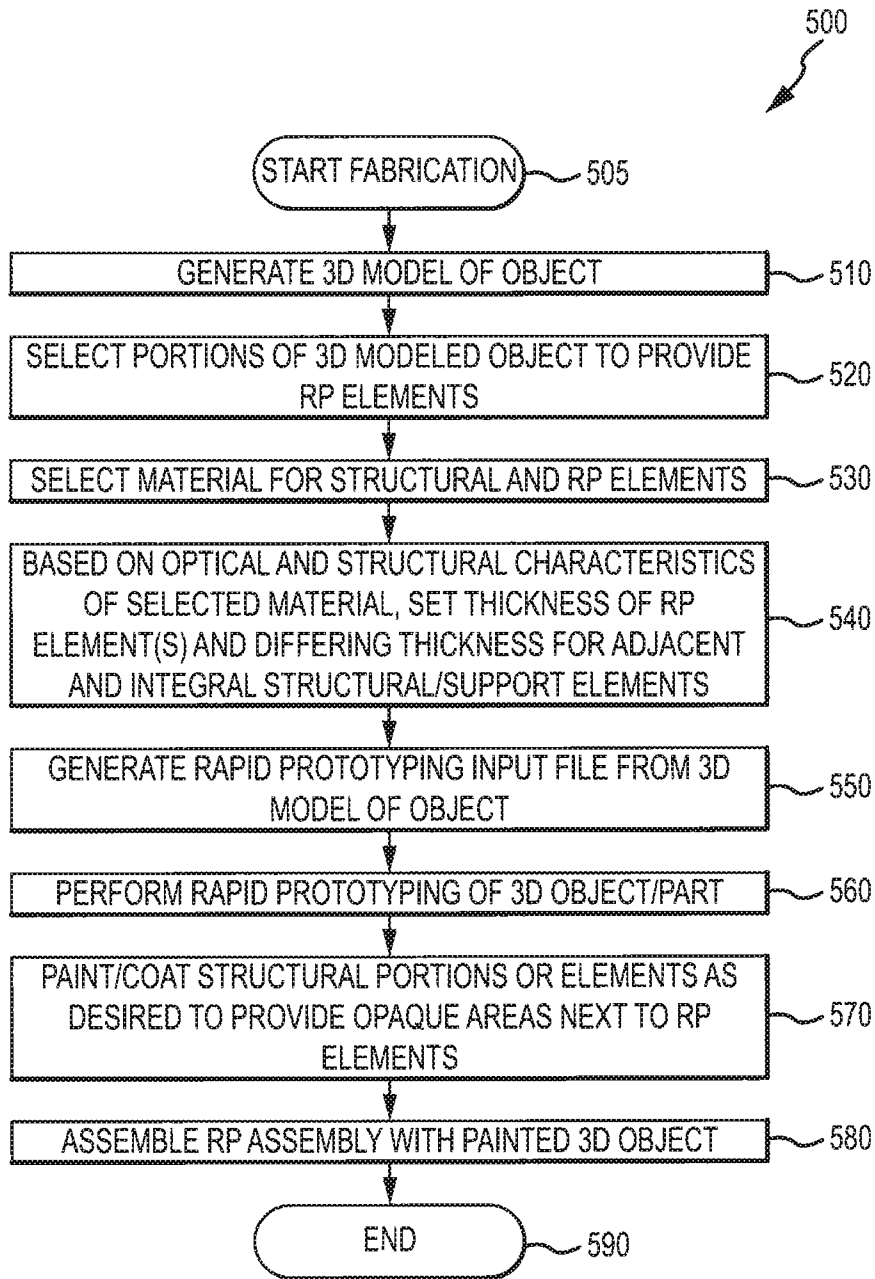 500
START FABRICATION
505
GENERATE 3D MODEL OF OBJECT
510
SELECT PORTIONS OF 3D MODELED OBJECT TO PROVIDE
RP ELEMENTS
520
SELECT MATERIAL FOR STRUCTURAL AND RP ELEMENTS
530
BASED ON OPTICAL AND STRUCTURAL CHARACTERISTICS
OF SELECTED MATERIAL, SET THICKNESS OF RP
ELEMENT(S) AND DIFFERING THICKNESS FOR ADJACENT
AND INTEGRAL STRUCTURAL/SUPPORT ELEMENTS
540
GENERATE RAPID PROTOTYPING INPUT FILE FROM 3D
MODEL OF OBJECT
550
PERFORM RAPID PROTOTYPING OF 3D OBJECT/PART
560
PAINT/COAT STRUCTURAL PORTIONS OR ELEMENTS AS
DESIRED TO PROVIDE OPAQUE AREAS NEXT TO RP
ELEMENTS
570
ASSEMBLE RP ASSEMBLY WITH PAINTED 3D OBJECT
580
END
590